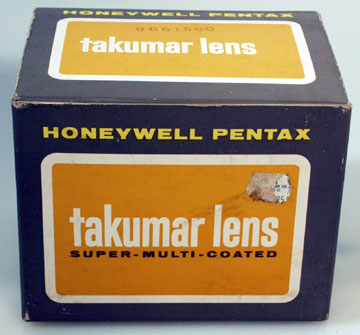 HONEYWELL PENTAX
takumar lens
HONEYWELL PENTAX
takumar lens
SUPER-MULTI-COATED